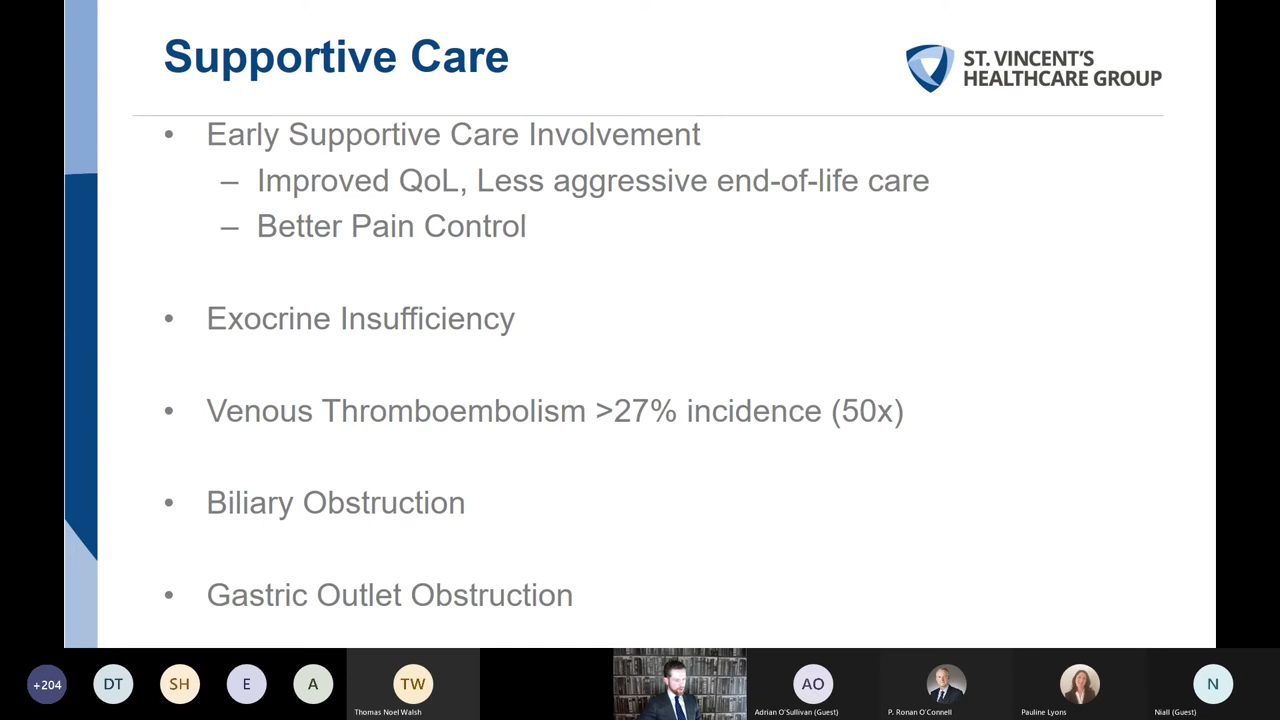 Supportive Care
ST. VINCENT'S
HEALTHCARE GROUP
• Early Supportive Care Involvement
– Improved QoL, Less aggressive end-of-life care
– Better Pain Control
• Exocrine Insufficiency
• Venous Thromboembolism >27% incidence (50x)
• Biliary Obstruction
• Gastric Outlet Obstruction
+204
DT
SH
E
A
TW
AO
N
Thomas Noel Walsh
Adrian O'Sullivan (Guest)
P. Ronan O'Connell
Pauline Lyons
Niall (Guest)